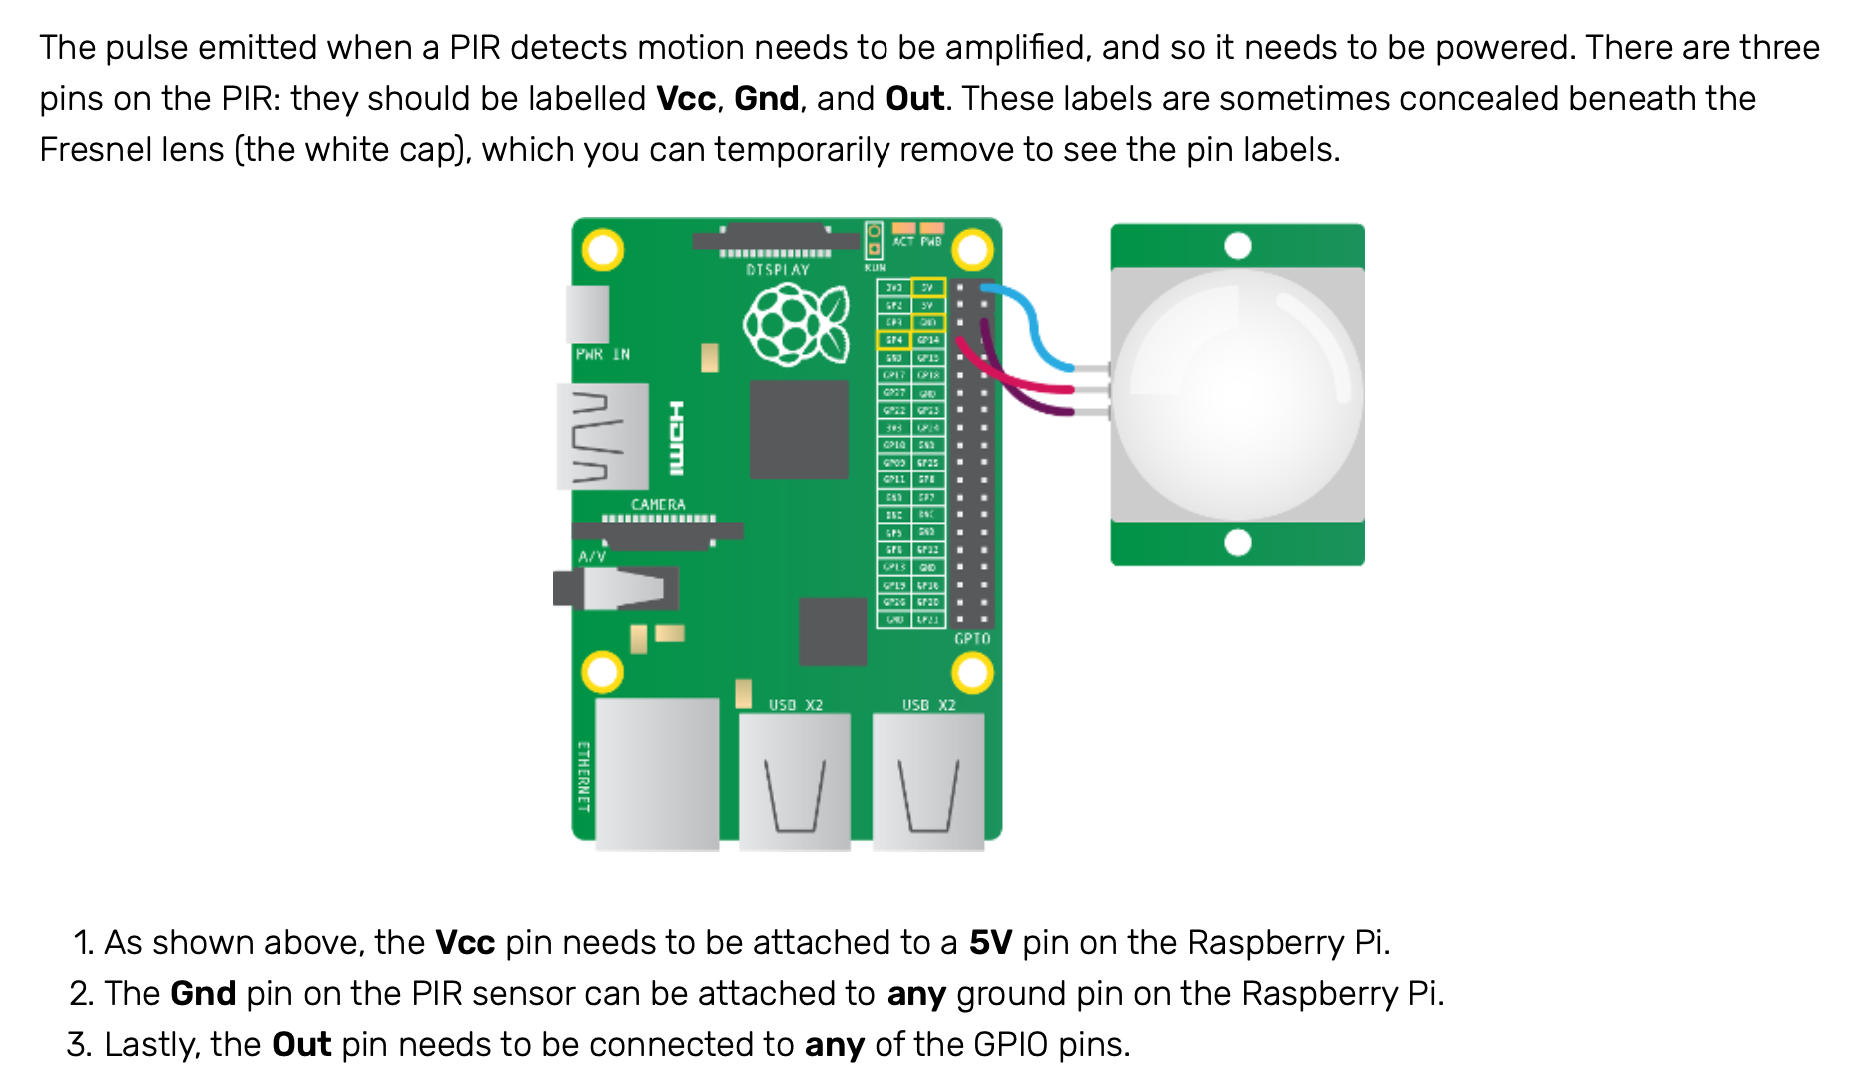 The pulse emitted when a PIR detects motion needs to be amplified, and so it needs to be powered. There are three
pins on the PIR: they should be labelled Vcc, Gnd, and Out. These labels are sometimes concealed beneath the
Fresnel lens (the white cap), which you can temporarily remove to see the pin labels.
ACT PWR
RUN
DISPLAY
3V3 5V
GP2 5V
GP3 GND
GP4 GP14
GND GP15
GP17 GP18
GP27 GND
GP22 GP23
3V3 GP24
GP10 GND
GP09 GP25
GP11 GP8
GND GP7
DNC DNC
GP5 GND
GP6 GP12
GP13 GND
GP19 GP16
GP26 GP20
GND GP21
GPIO
PWR IN
HDMI
CAMERA
A/V
ETHERNET
USB X2
USB X2
1. As shown above, the Vcc pin needs to be attached to a 5V pin on the Raspberry Pi.
2. The Gnd pin on the PIR sensor can be attached to any ground pin on the Raspberry Pi.
3. Lastly, the Out pin needs to be connected to any of the GPIO pins.